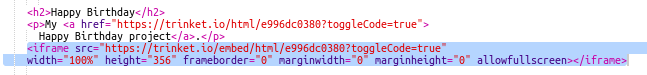 <h2>Happy Birthday</h2>
<p>My <a href="https://trinket.io/html/e996dc0380?toggleCode=true">
Happy Birthday project</a>.</p>
<iframe src="https://trinket.io/embed/html/e996dc0380?toggleCode=true"
width="100%" height="356" frameborder="0" marginwidth="0" marginheight="0" allowfullscreen></iframe>